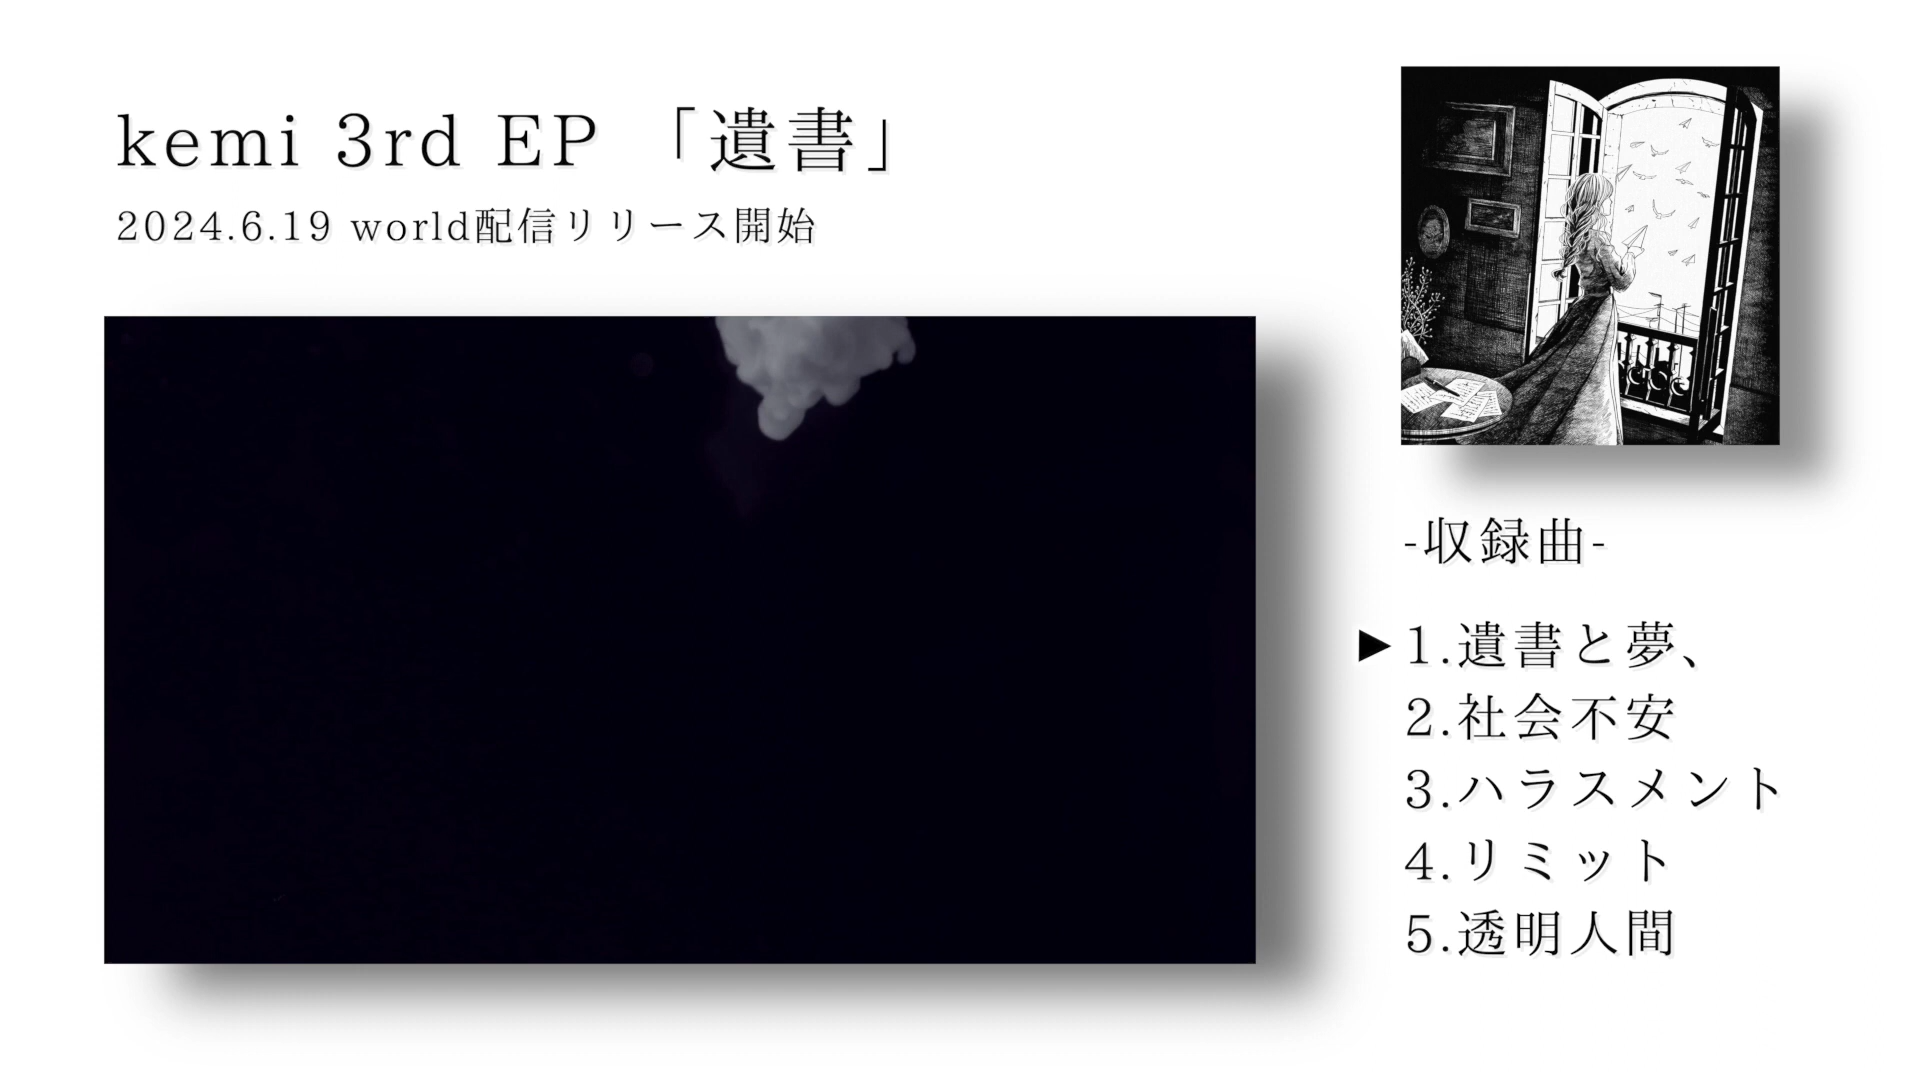 kemi 3rd EP 「遺書」
2024.6.19 world配信リリース開始
-収録曲-
▶1.遺書と夢、
2.社会不安
3.ハラスメント
4.リミット
5.透明人間